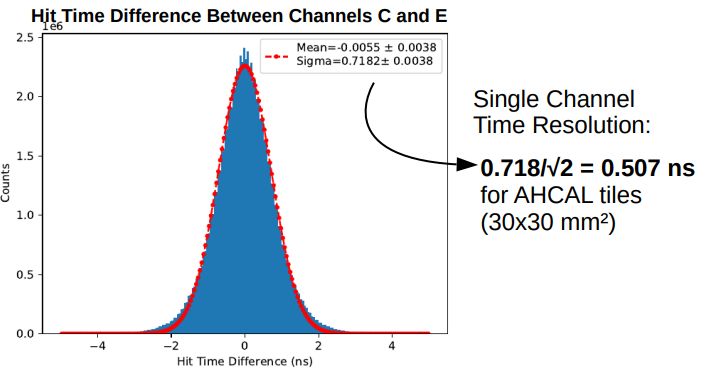 Hit Time Difference Between Channels C and E
1e6
Mean=-0.0055 ± 0.0038
Sigma=0.7182± 0.0038
2.5
2.0
1.5
1.0
0.5
0.0
Counts
−4 −2 0 2 4
Hit Time Difference (ns)
Single Channel
Time Resolution:
0.718/√2 = 0.507 ns
for AHCAL tiles
(30x30 mm²)